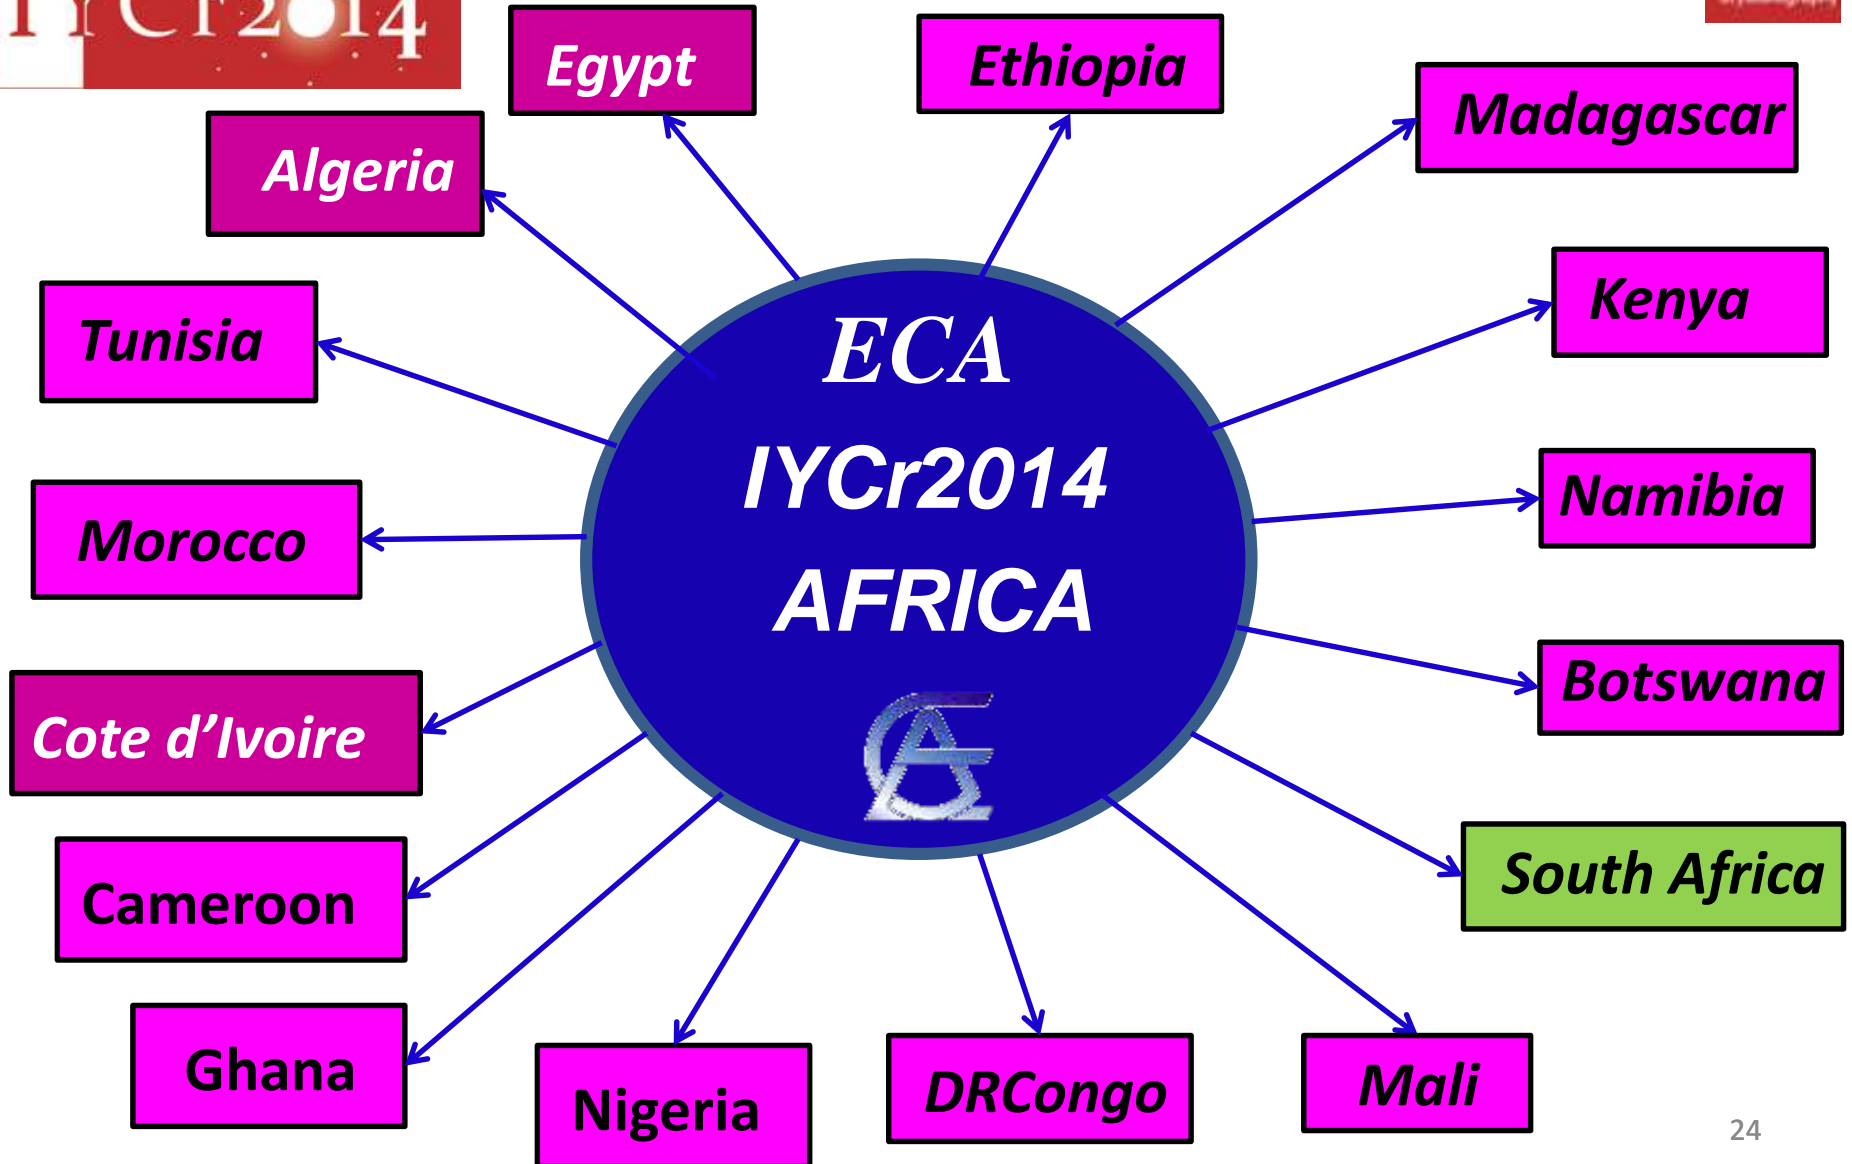 IYCr2014
Egypt
Ethiopia
Madagascar
Algeria
Kenya
Tunisia
ECA
IYCr2014
AFRICA
Namibia
Morocco
Botswana
Cote d’Ivoire
South Africa
Cameroon
Ghana
Nigeria
DRCongo
Mali
24